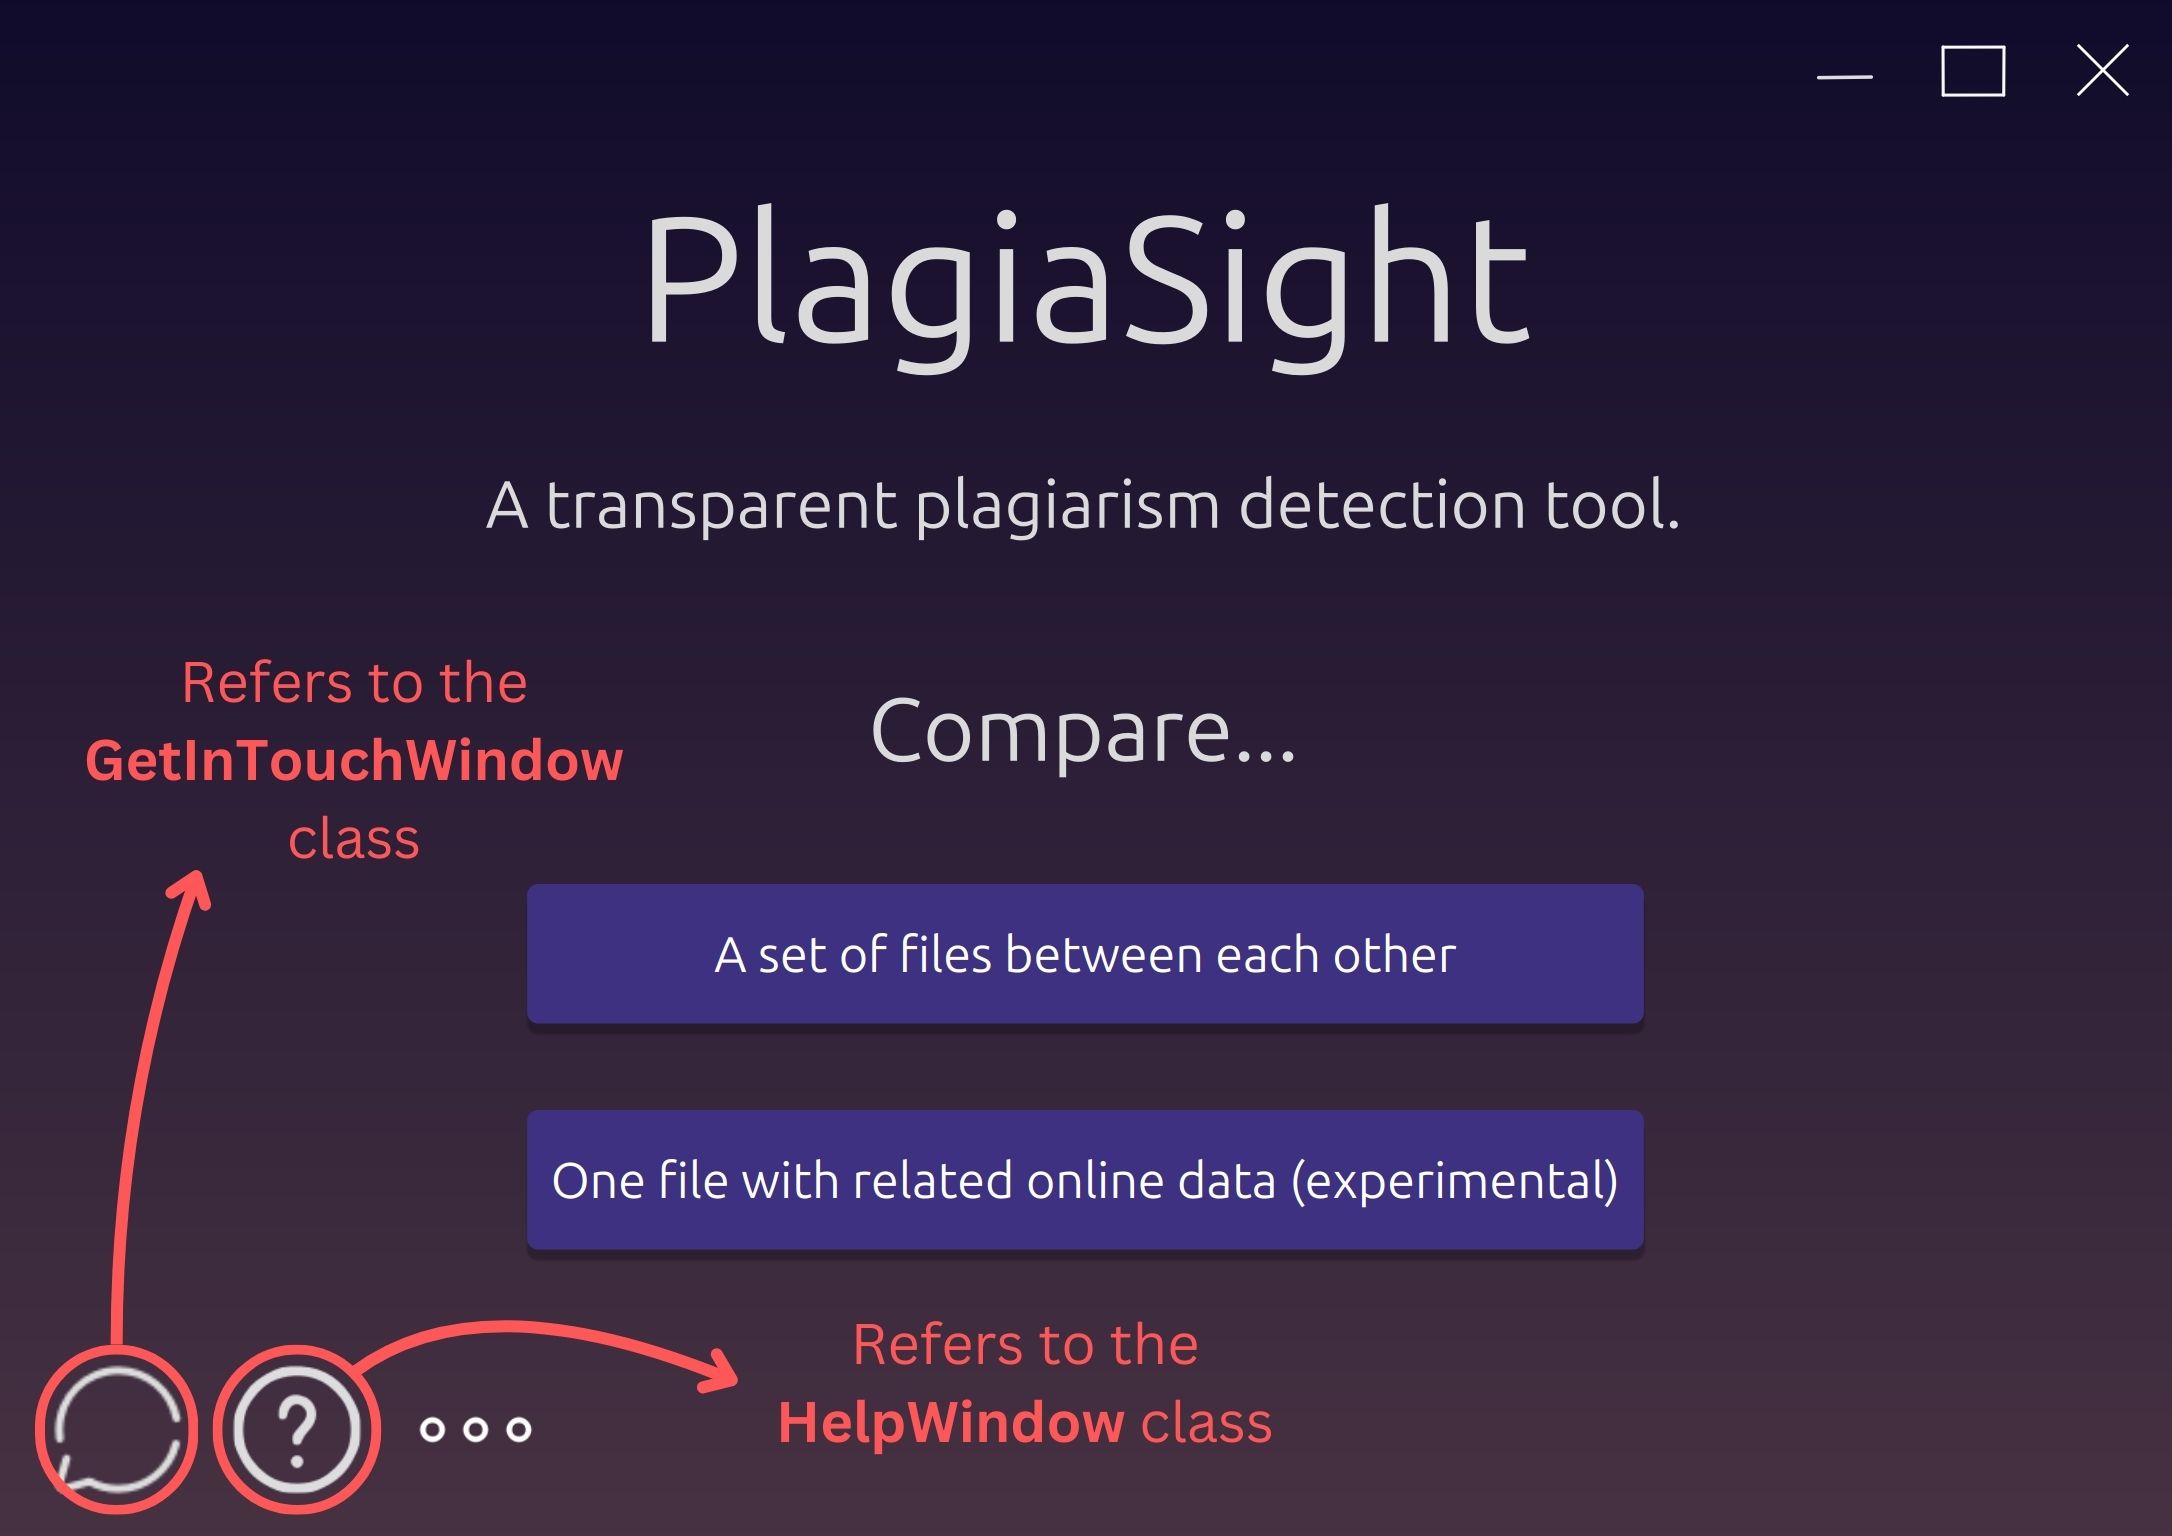 PlagiaSight
A transparent plagiarism detection tool.
Refers to the
GetInTouchWindow
class
Compare...
A set of files between each other
One file with related online data (experimental)
Refers to the
HelpWindow class
?